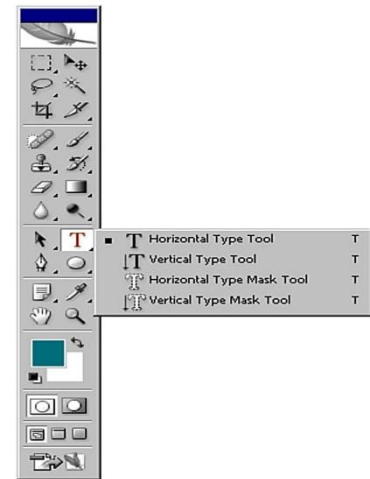 T
Horizontal Type Tool T
Vertical Type Tool T
Horizontal Type Mask Tool T
Vertical Type Mask Tool T